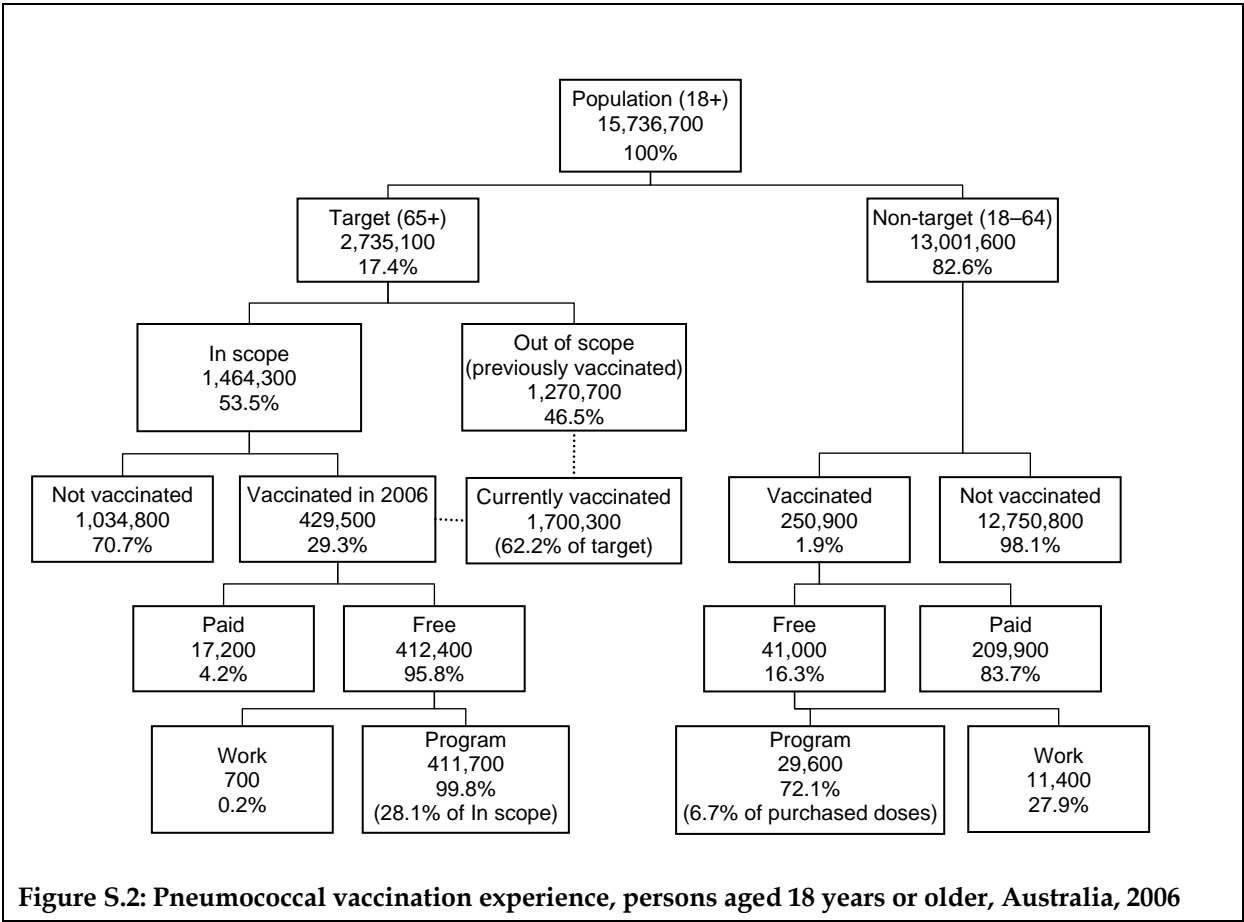 Population (18+)
15,736,700
100%
Target (65+)
2,735,100
17.4%
Non-target (18–64)
13,001,600
82.6%
In scope
1,464,300
53.5%
Out of scope
(previously vaccinated)
1,270,700
46.5%
Not vaccinated
1,034,800
70.7%
Vaccinated in 2006
429,500
29.3%
Currently vaccinated
1,700,300
(62.2% of target)
Vaccinated
250,900
1.9%
Not vaccinated
12,750,800
98.1%
Paid
17,200
4.2%
Free
412,400
95.8%
Free
41,000
16.3%
Paid
209,900
83.7%
Work
700
0.2%
Program
411,700
99.8%
(28.1% of In scope)
Program
29,600
72.1%
(6.7% of purchased doses)
Work
11,400
27.9%
Figure S.2: Pneumococcal vaccination experience, persons aged 18 years or older, Australia, 2006